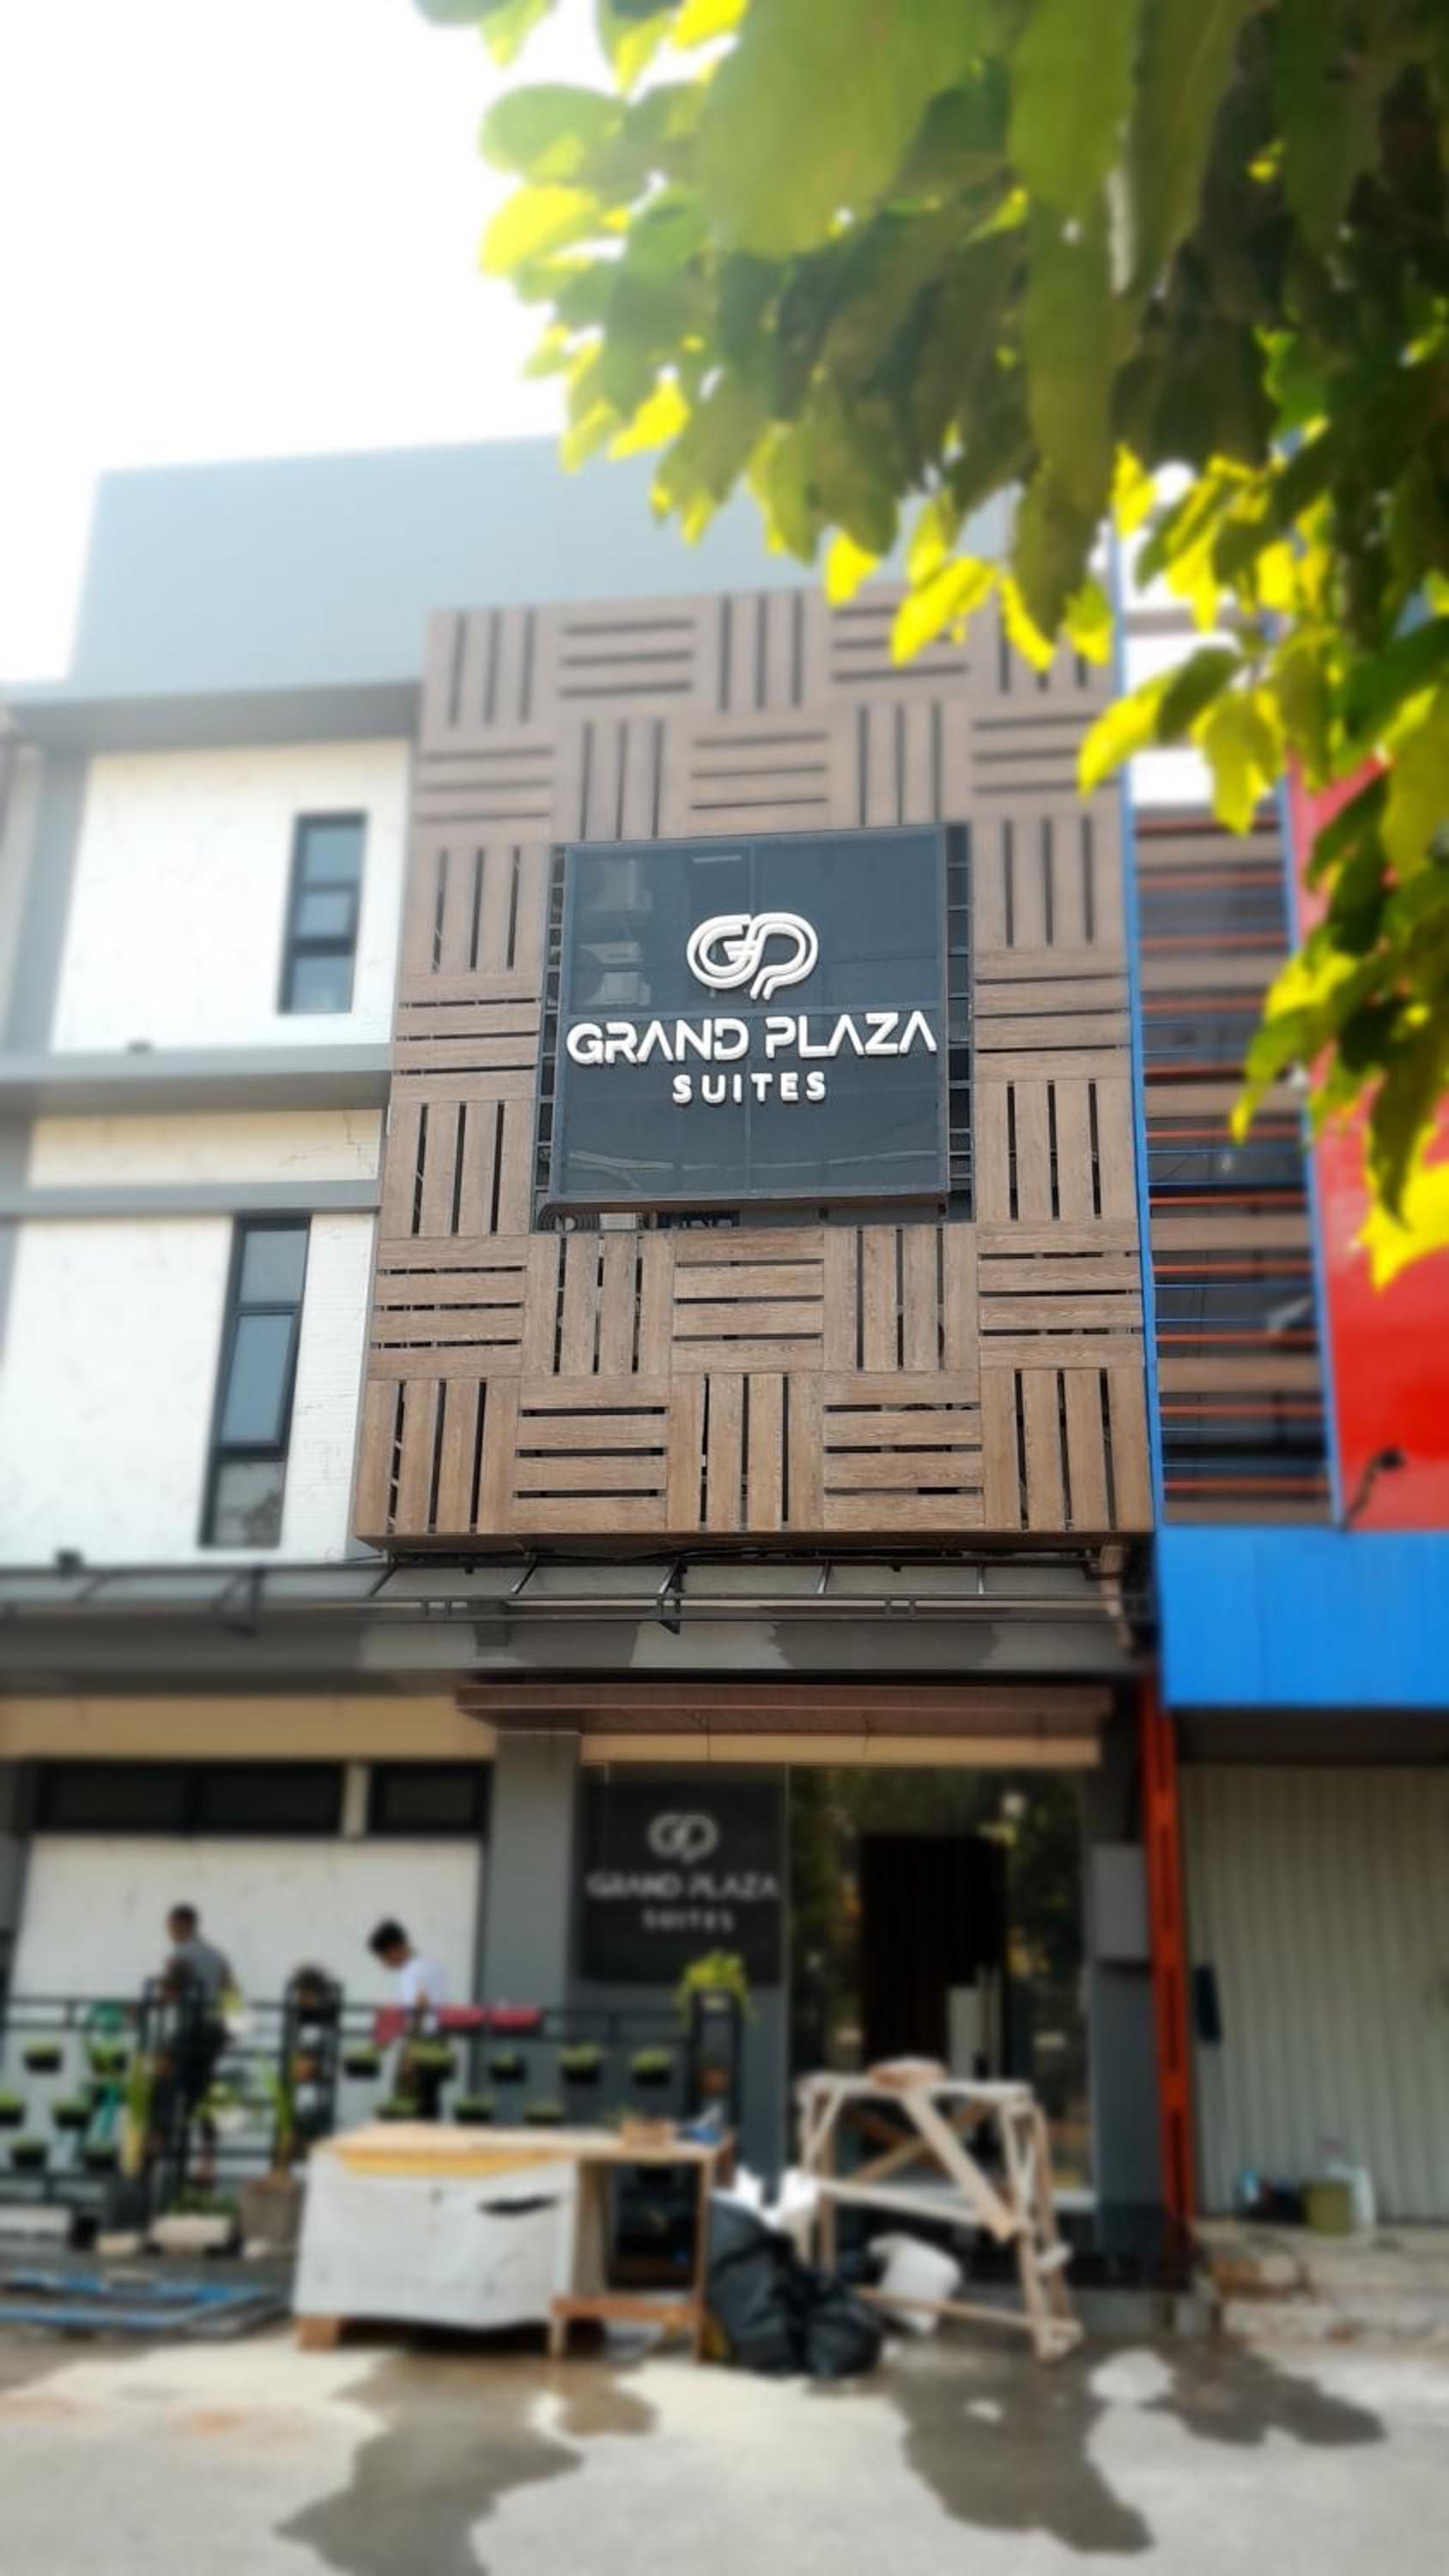 GP
GRAND PLAZA
SUITES
GP
GRAND PLAZA
SUITES